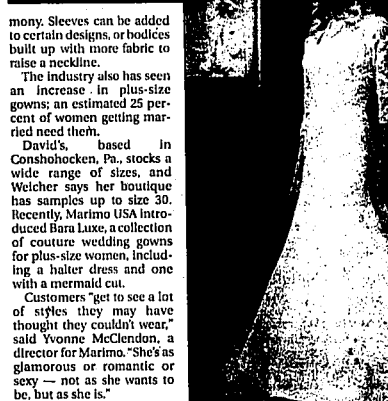 mony. Sleeves can be added
to certain designs, or bodices
built up with more fabric to
raise a neckline.
The industry also has seen
an increase in plus-size
gowns; an estimated 25 per-
cent of women getting mar-
ried need them.
David's, based in
Conshohocken, Pa., stocks a
wide range of sizes, and
Welcher says her boutique
has samples up to size 30.
Recently, Marimo USA intro-
duced Bara Luxe, a collection
of couture wedding gowns
for plus-size women, includ-
ing a halter dress and one
with a mermaid cut.
Customers "get to see a lot
of styles they may have
thought they couldn't wear,"
said Yvonne McClendon, a
director for Marimo. "She's as
glamorous or romantic or
sexy — not as she wants to
be, but as she is."